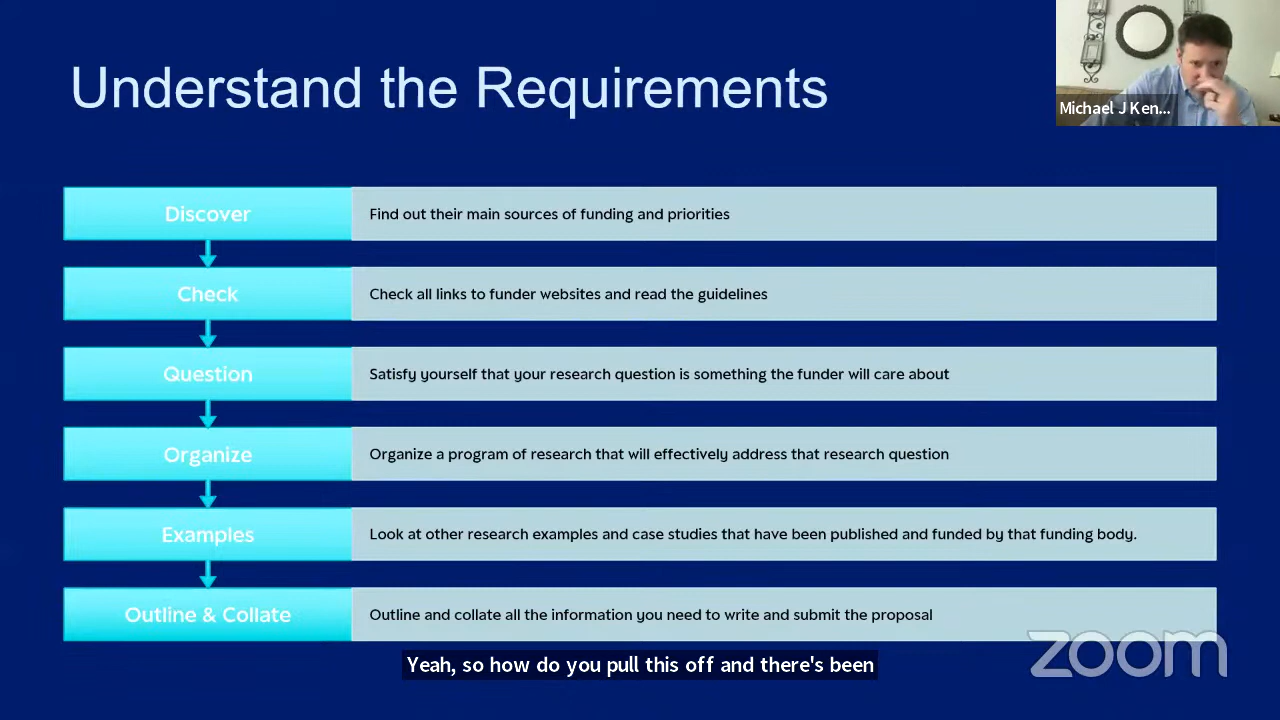 Understand the Requirements
Michael J Ken...
Discover
Find out their main sources of funding and priorities
Check
Check all links to funder websites and read the guidelines
Question
Satisfy yourself that your research question is something the funder will care about
Organize
Organize a program of research that will effectively address that research question
Examples
Look at other research examples and case studies that have been published and funded by that funding body.
Outline & Collate
Outline and collate all the information you need to write and submit the proposal
zoom
Yeah, so how do you pull this off and there's been